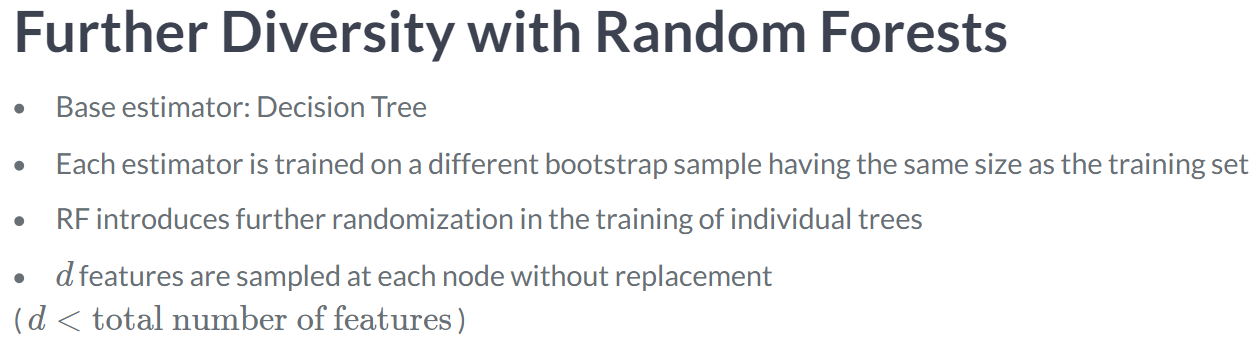 Further Diversity with Random Forests
• Base estimator: Decision Tree
• Each estimator is trained on a different bootstrap sample having the same size as the training set
• RF introduces further randomization in the training of individual trees
• d features are sampled at each node without replacement
(d < total number of features)